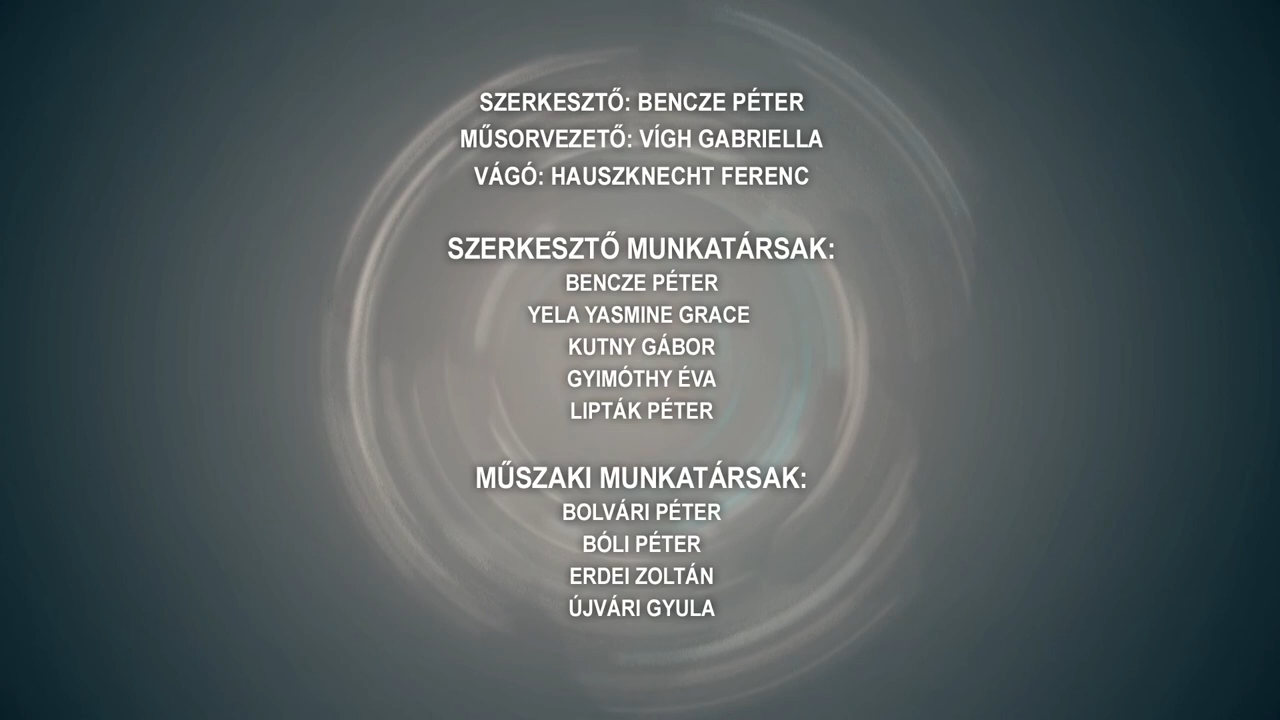 SZERKESZTŐ: BENCZE PÉTER
MŰSORVEZETŐ: VÍGH GABRIELLA
VÁGÓ: HAUSZKNECHT FERENC
SZERKESZTŐ MUNKATÁRSAK:
BENCZE PÉTER
YELA YASMINE GRACE
KUTNY GÁBOR
GYIMÓTHY ÉVA
LIPTÁK PÉTER
MŰSZAKI MUNKATÁRSAK:
BOLVÁRI PÉTER
BÓLI PÉTER
ERDEI ZOLTÁN
ÚJVÁRI GYULA